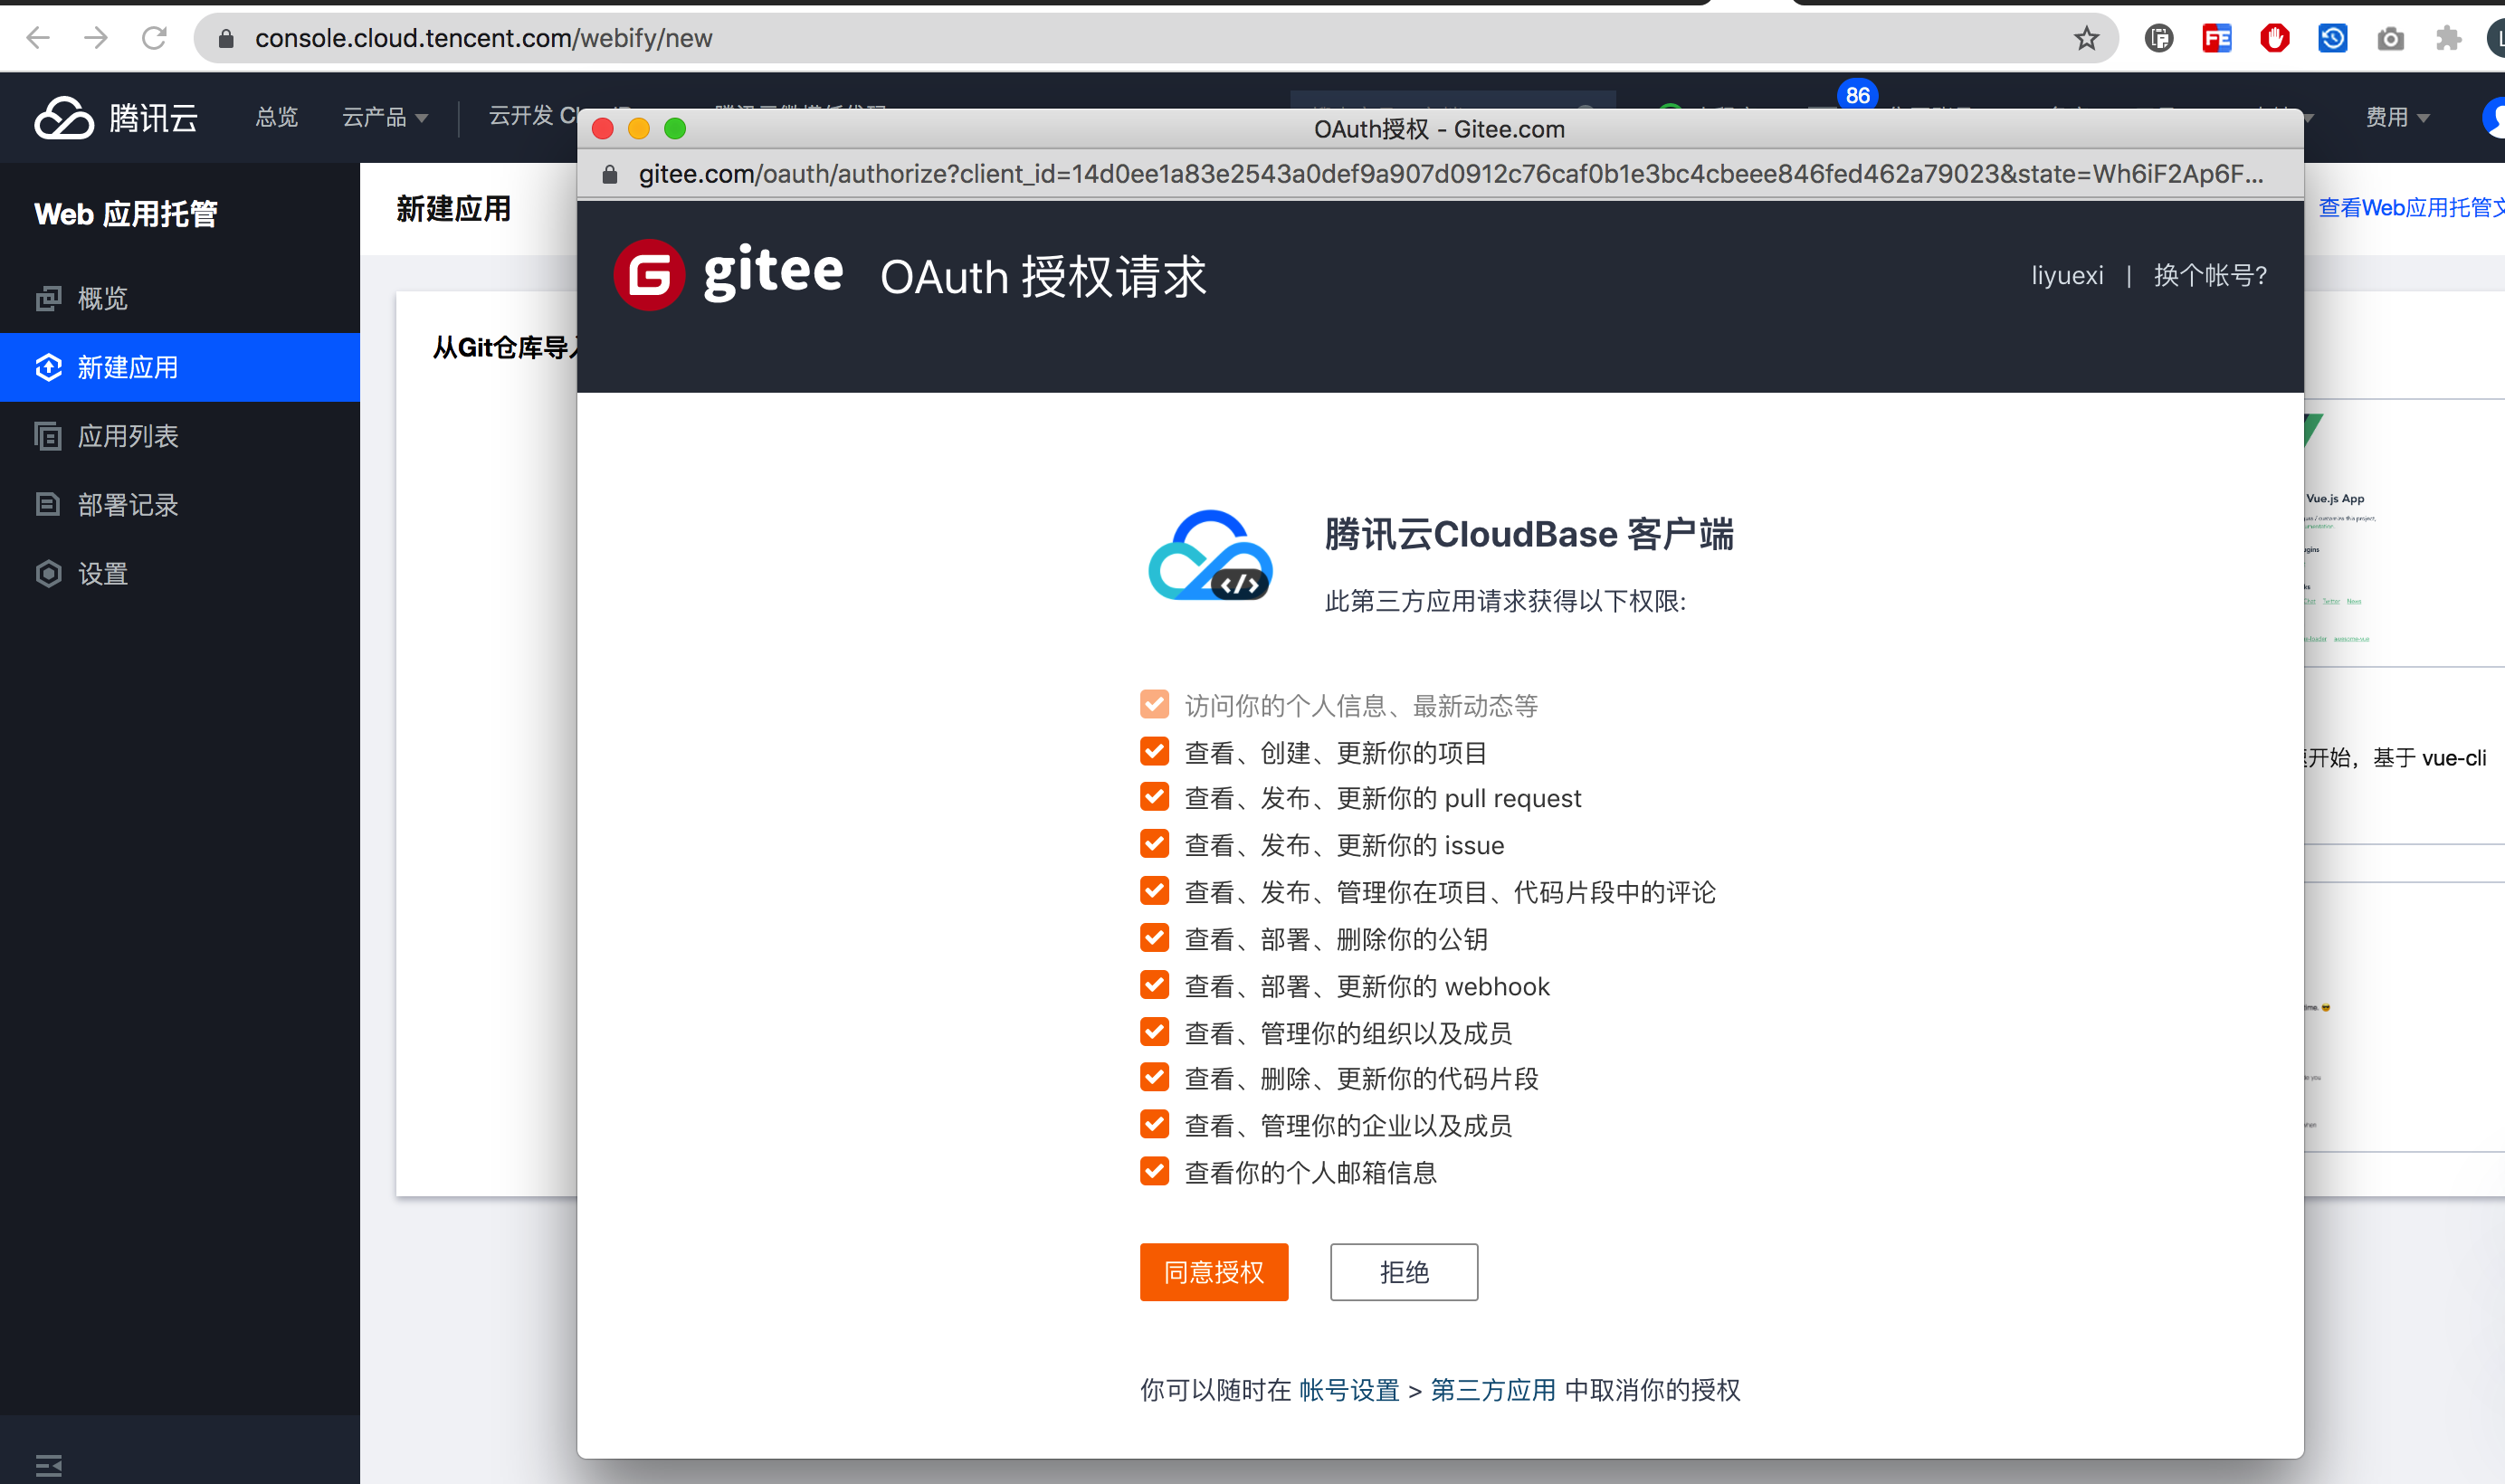 console.cloud.tencent.com/webify/new
腾讯云
总览
云产品
云开发
86
费用
OAuth授权 - Gitee.com
gitee.com/oauth/authorize?client_id=14d0ee1a83e2543a0def9a907d0912c76caf0b1e3bc4cbeee846fed462a79023&state=Wh6iF2Ap6F...
Web 应用托管
概览
新建应用
应用列表
部署记录
设置
新建应用
查看Web应用托管文
从Git仓库导入
gitee OAuth 授权请求
liyuexi | 换个帐号?
腾讯云CloudBase 客户端
此第三方应用请求获得以下权限:
访问你的个人信息、最新动态等
查看、创建、更新你的项目
查看、发布、更新你的 pull request
查看、发布、更新你的 issue
查看、发布、管理你在项目、代码片段中的评论
查看、部署、删除你的公钥
查看、部署、更新你的 webhook
查看、管理你的组织以及成员
查看、删除、更新你的代码片段
查看、管理你的企业以及成员
查看你的个人邮箱信息
同意授权
拒绝
你可以随时在 帐号设置 > 第三方应用 中取消你的授权
Vue.js App
Twitter News
awesome-vue
开始，基于 vue-cli